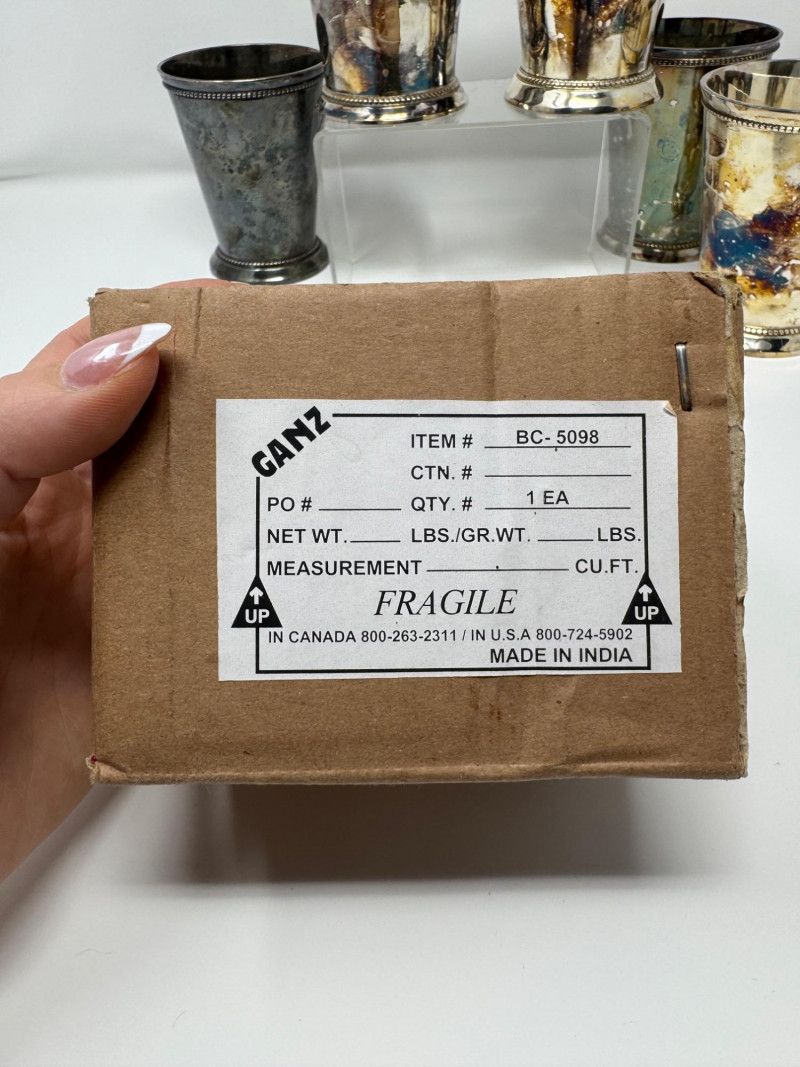 GANZ
ITEM # BC- 5098
CTN. #
PO # QTY. # 1 EA
NET WT. LBS./GR.WT. LBS.
MEASUREMENT CU.FT.
FRAGILE
UP UP
IN CANADA 800-263-2311 / IN U.S.A 800-724-5902
MADE IN INDIA